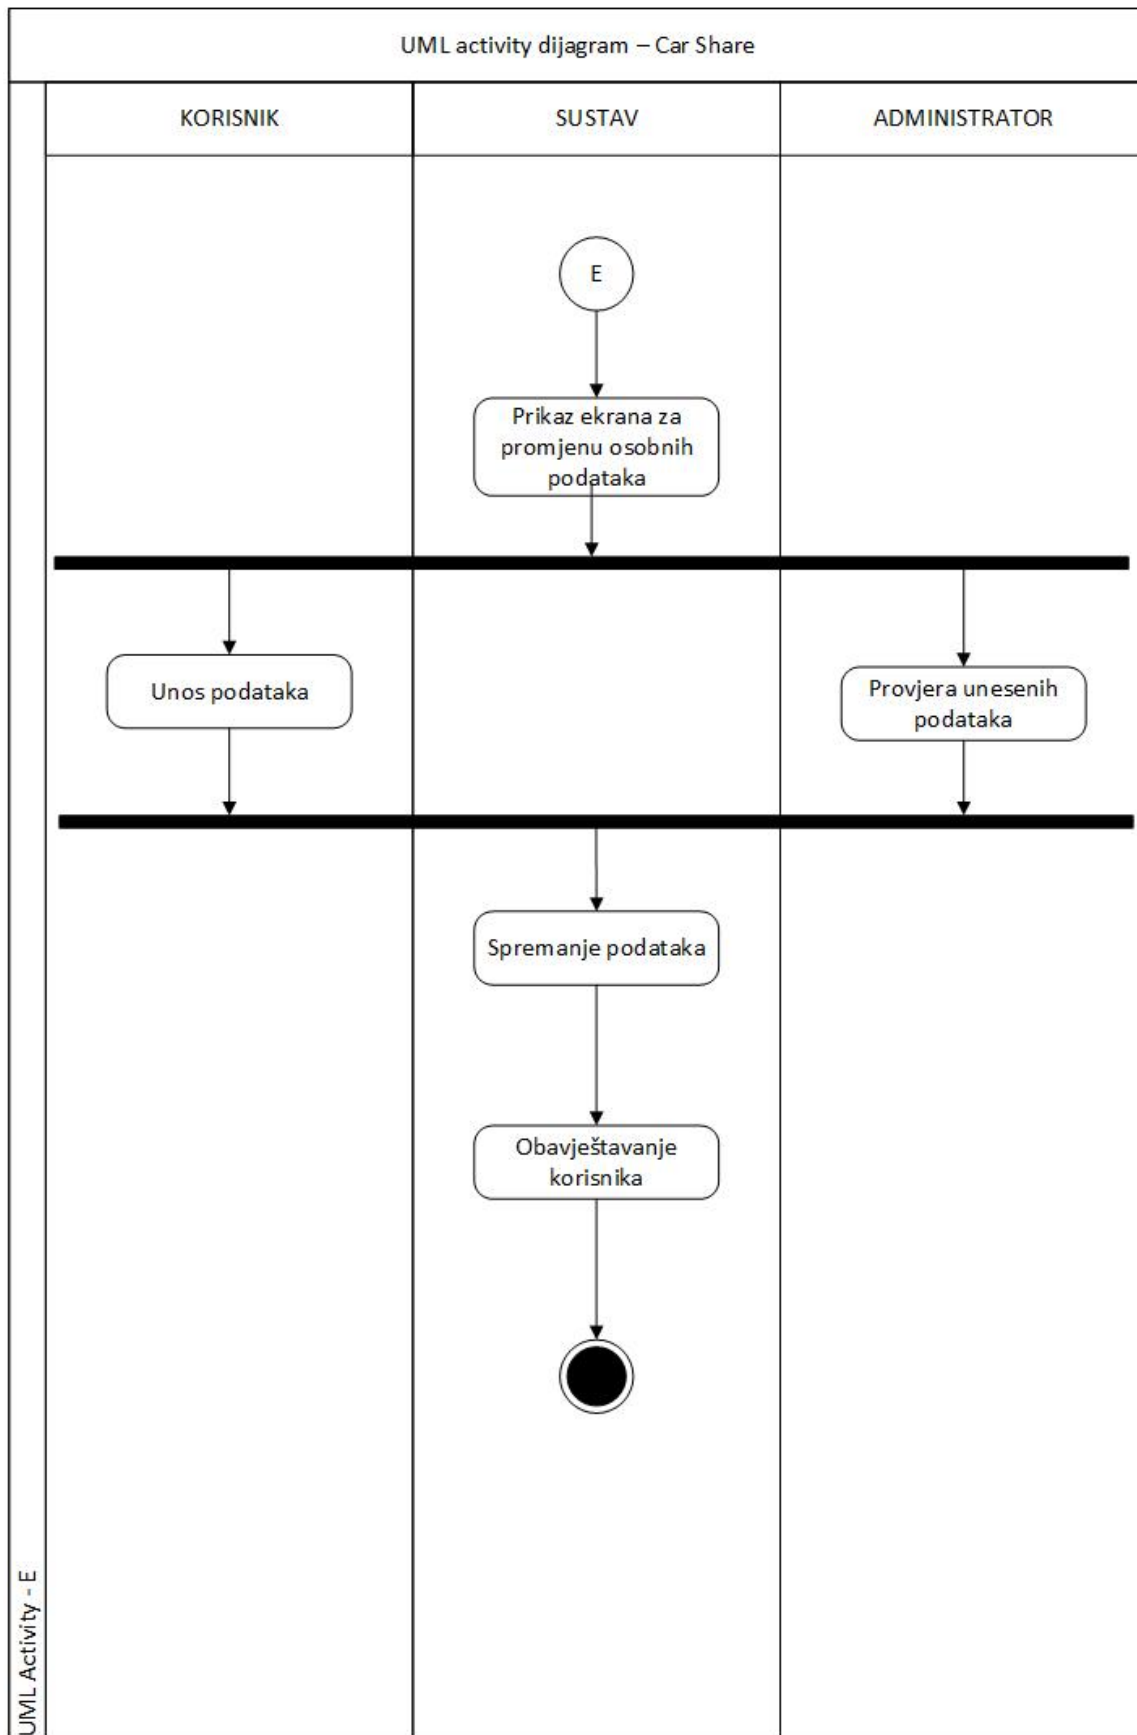 UML activity dijagram – Car Share
KORISNIK
SUSTAV
ADMINISTRATOR
E
Prikaz ekrana za
promjenu osobnih
podataka
Unos podataka
Provjera unesenih
podataka
Spremanje podataka
Obavještavanje
korisnika
UML Activity - E